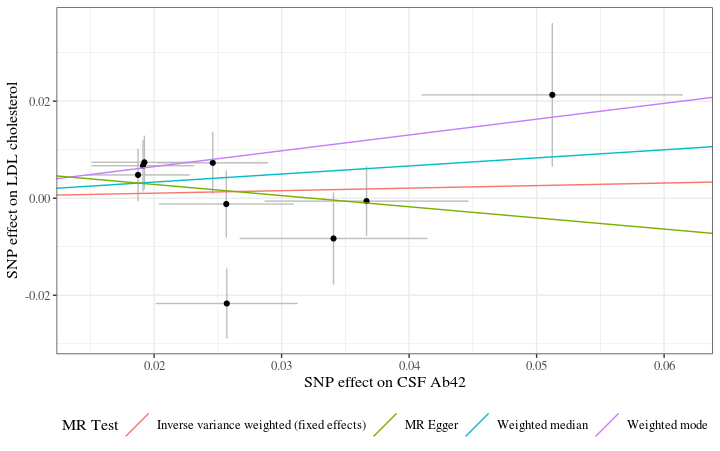 SNP effect on LDL cholesterol
0.02
0.00
-0.02
0.02 0.03 0.04 0.05 0.06
SNP effect on CSF Ab42
MR Test Inverse variance weighted (fixed effects) MR Egger Weighted median Weighted mode